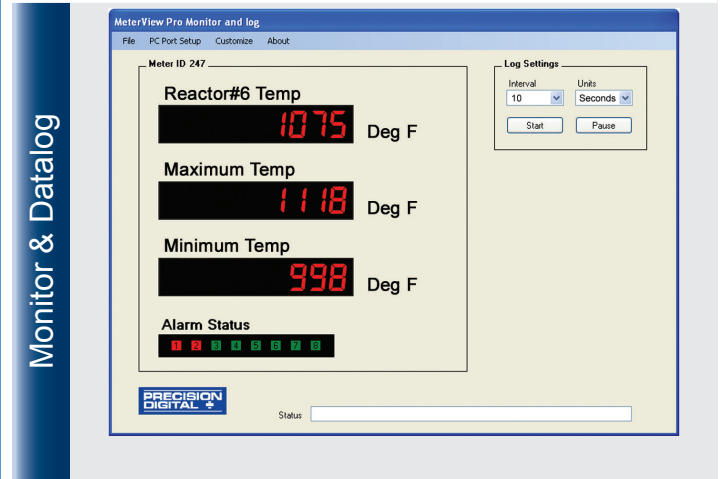 Monitor & Datalog
MeterView Pro Monitor and log
File PC Port Setup Customize About
Meter ID 247
Reactor#6 Temp
1075 Deg F
Maximum Temp
1118 Deg F
Minimum Temp
998 Deg F
Alarm Status
1 2 3 4 5 6 7 8
Log Settings
Interval Units
10 Seconds
Start Pause
PRECISION
DIGITAL
Status